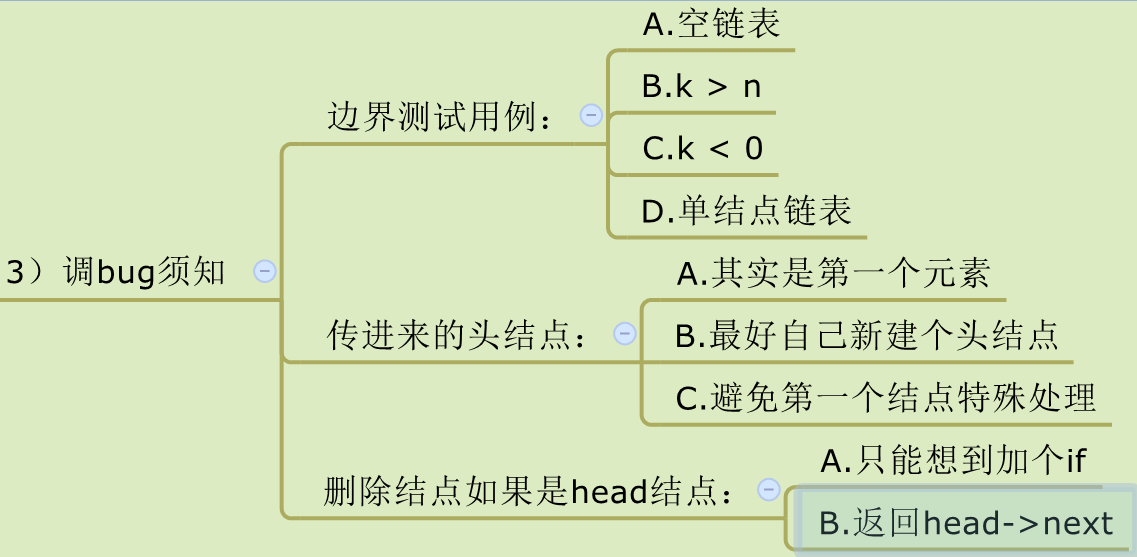 3）调bug须知
边界测试用例：
A.空链表
B.k > n
C.k < 0
D.单结点链表
传进来的头结点：
A.其实是第一个元素
B.最好自己新建个头结点
C.避免第一个结点特殊处理
删除结点如果是head结点：
A.只能想到加个if
B.返回head->next